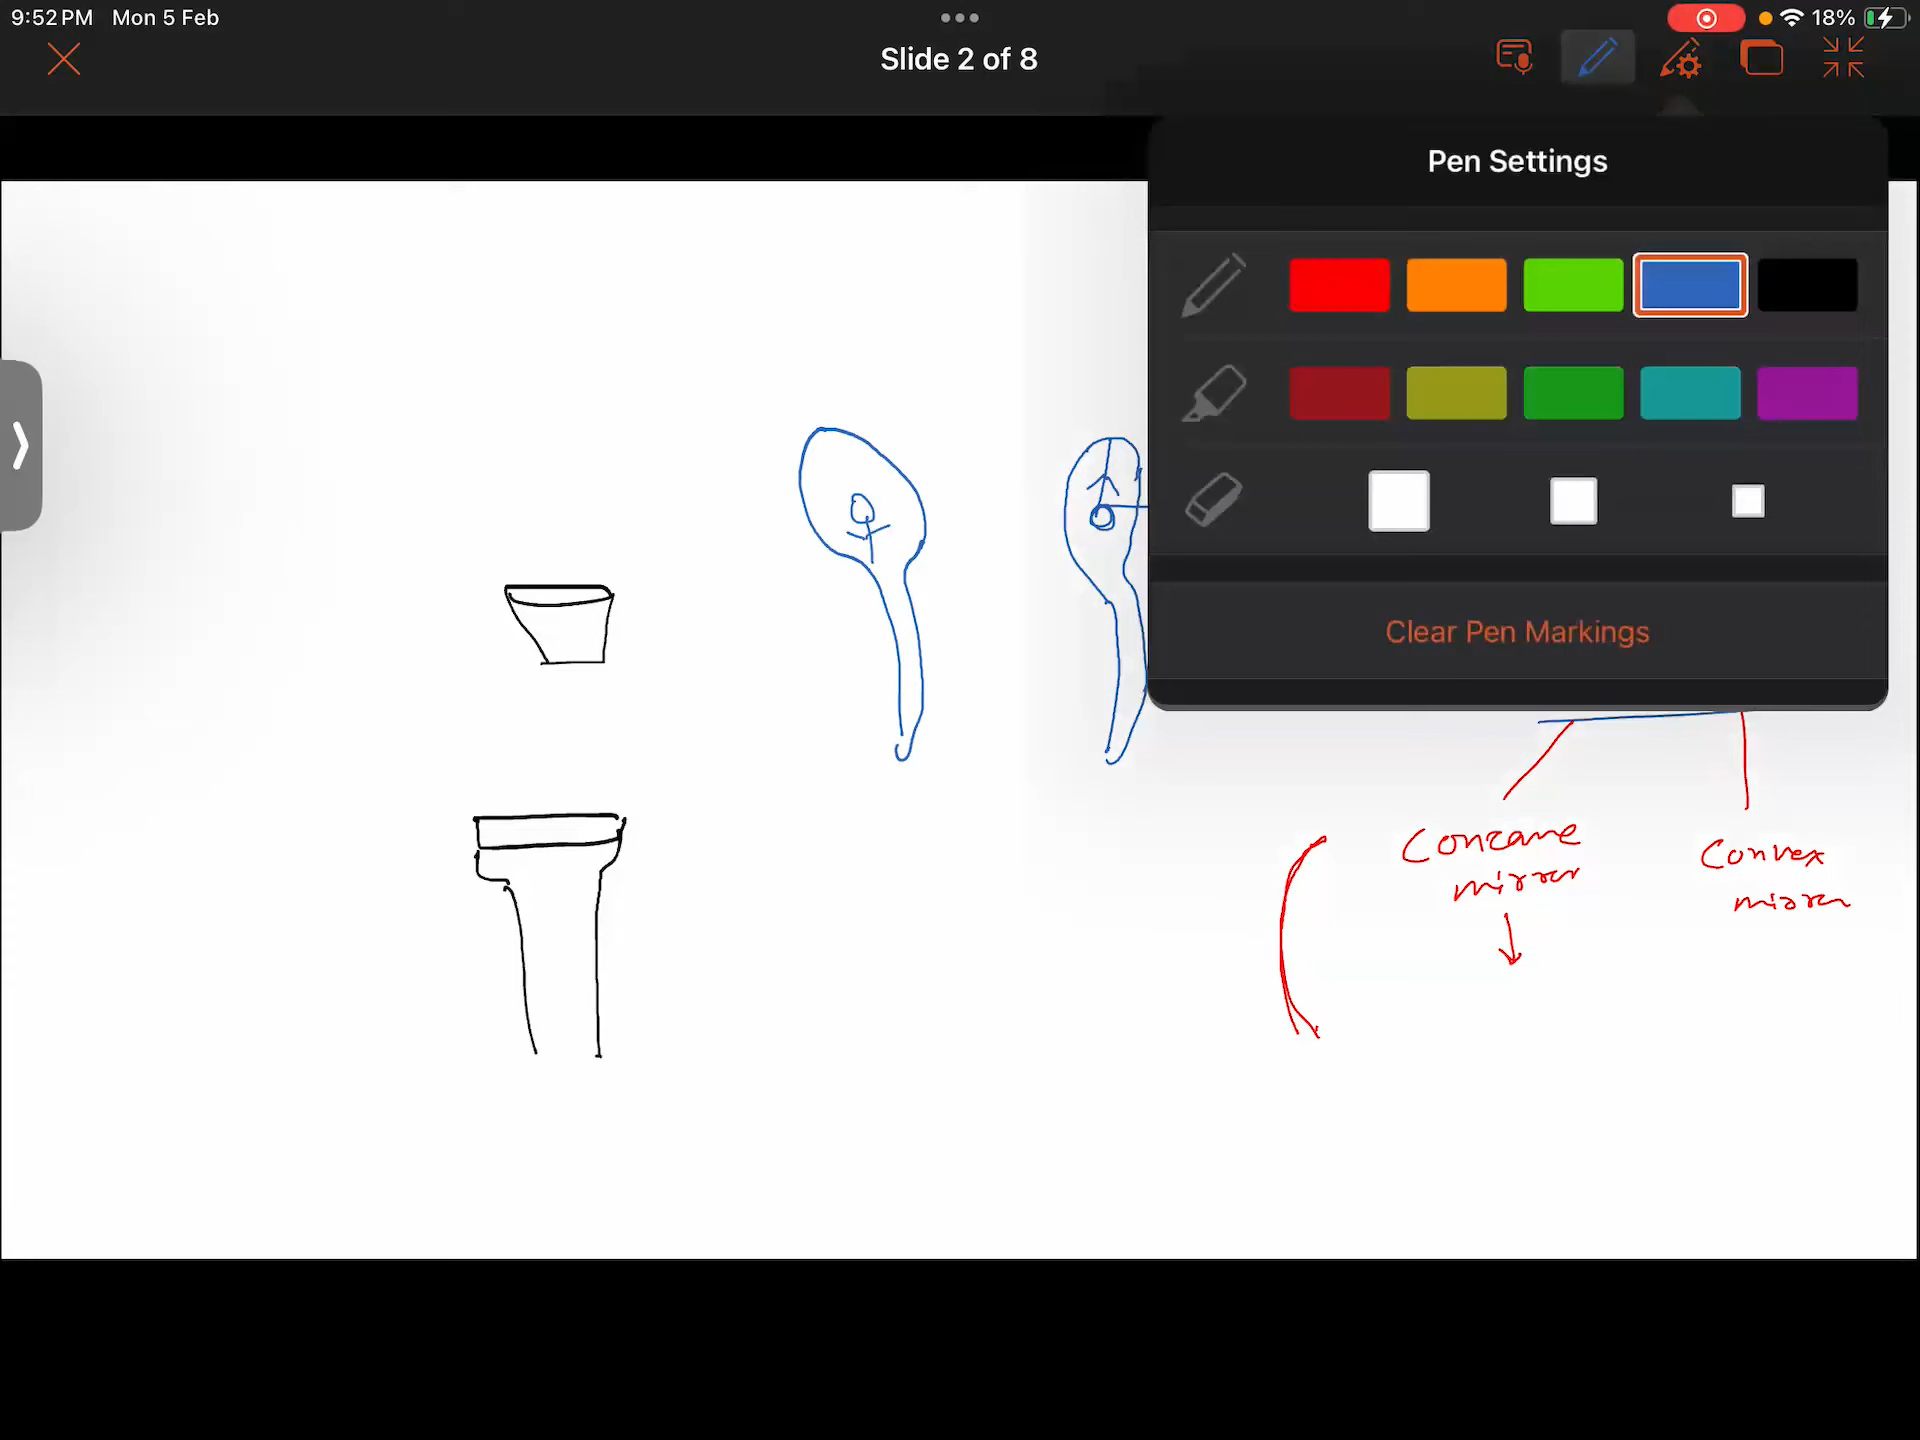 9:52 PM Mon 5 Feb
18%
Slide 2 of 8
Pen Settings
Clear Pen Markings
Concave
mirror
Convex
mirror